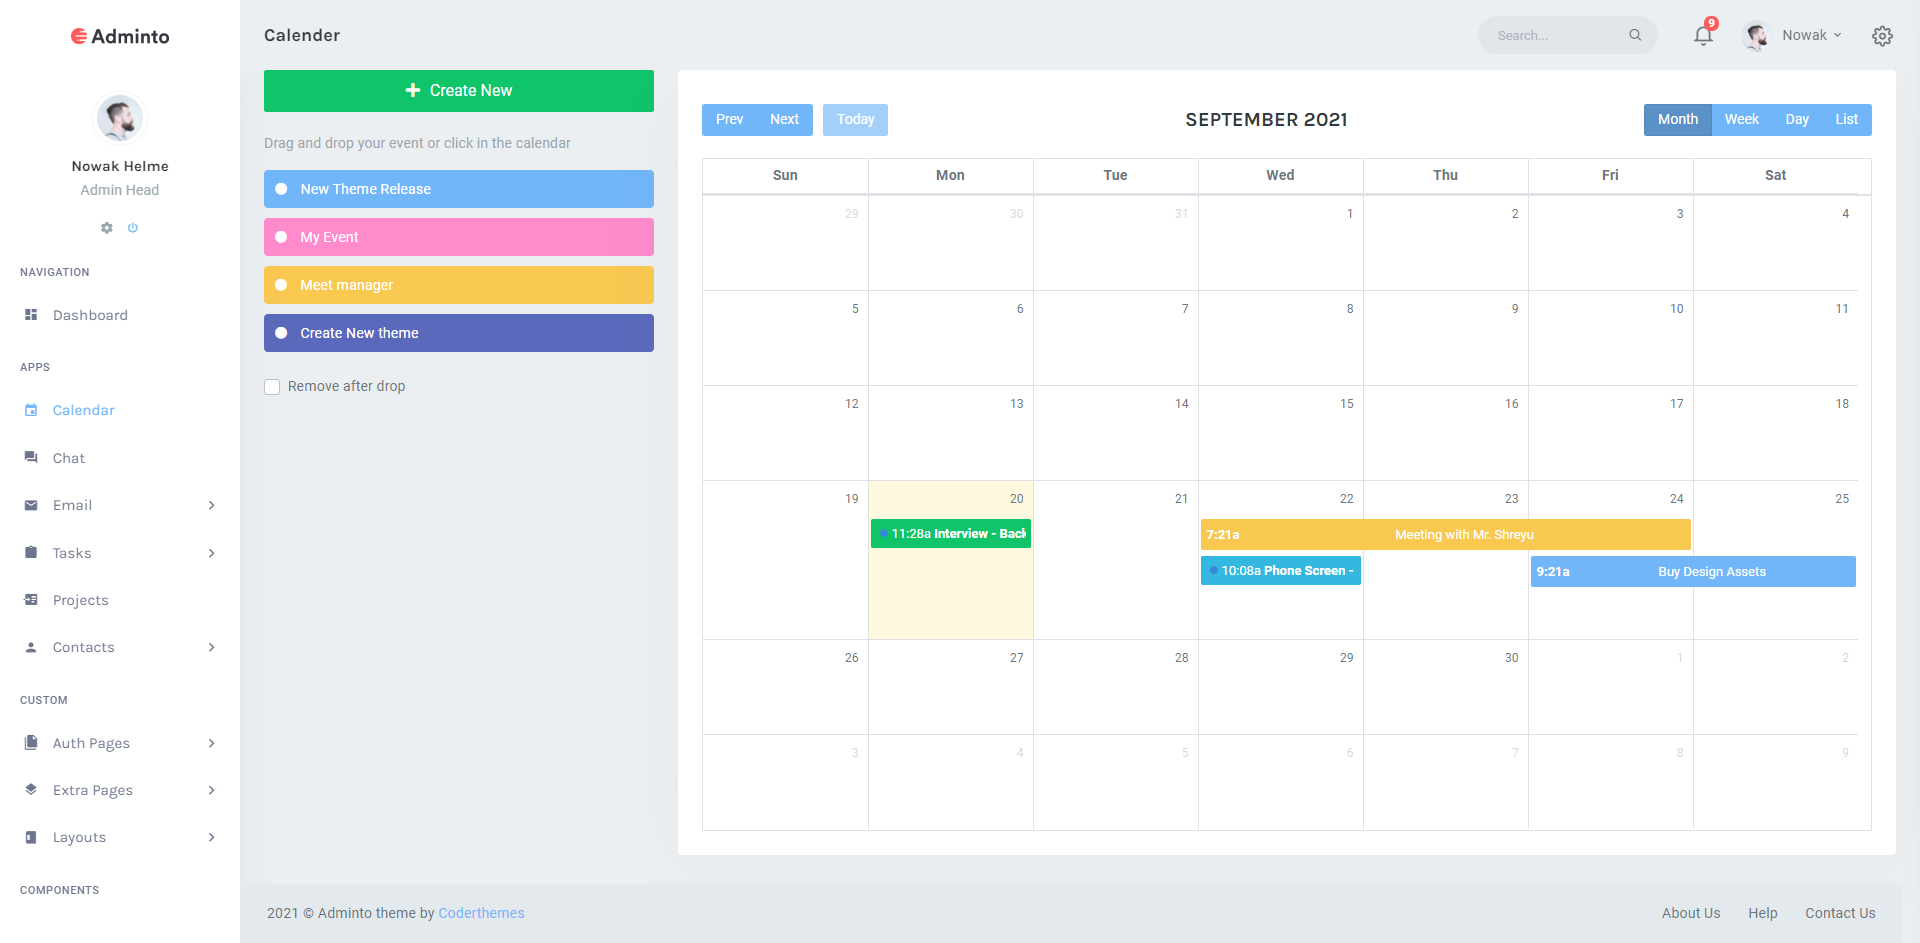 Adminto
Nowak Helme
Admin Head
NAVIGATION
Dashboard
APPS
Calendar
Chat
Email
Tasks
Projects
Contacts
CUSTOM
Auth Pages
Extra Pages
Layouts
COMPONENTS
Calender
Search...
9
Nowak
Create New
Drag and drop your event or click in the calendar
New Theme Release
My Event
Meet manager
Create New theme
Remove after drop
Prev Next Today SEPTEMBER 2021 Month Week Day List
Sun Mon Tue Wed Thu Fri Sat
29 30 31 1 2 3 4
5 6 7 8 9 10 11
12 13 14 15 16 17 18
19 20 21 22 23 24 25
11:28a Interview - Back
7:21a Meeting with Mr. Shreyu
10:08a Phone Screen -
9:21a Buy Design Assets
26 27 28 29 30 1 2
3 4 5 6 7 8 9
2021 © Adminto theme by Coderthemes
About Us Help Contact Us